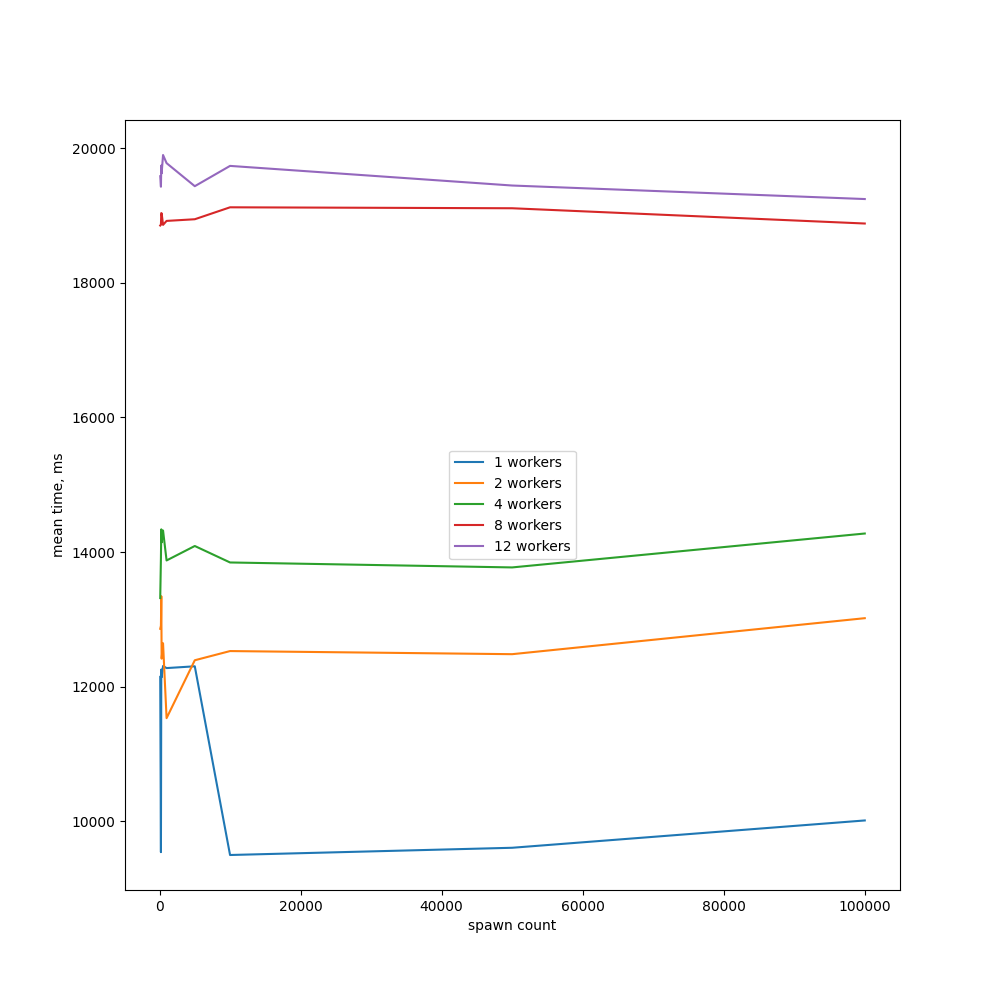 20000
18000
16000
14000
12000
10000
mean time, ms
1 workers
2 workers
4 workers
8 workers
12 workers
0
20000
40000
60000
80000
100000
spawn count